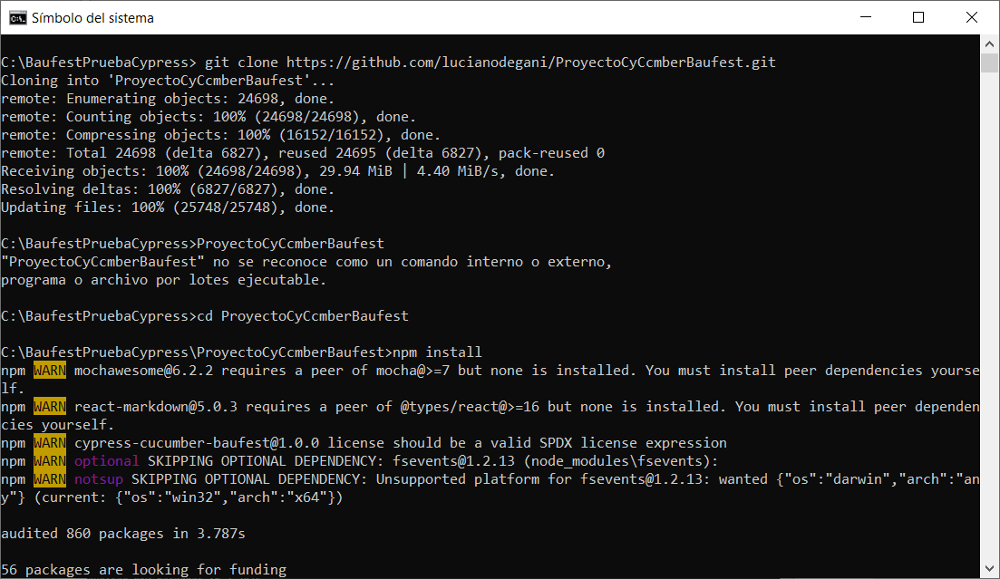 Símbolo del sistema
C:\BaufestPruebaCypress> git clone https://github.com/lucianodegani/ProyectoCyCcmberBaufest.git
Cloning into 'ProyectoCyCcmberBaufest'...
remote: Enumerating objects: 24698, done.
remote: Counting objects: 100% (24698/24698), done.
remote: Compressing objects: 100% (16152/16152), done.
remote: Total 24698 (delta 6827), reused 24695 (delta 6827), pack-reused 0
Receiving objects: 100% (24698/24698), 29.94 MiB | 4.40 MiB/s, done.
Resolving deltas: 100% (6827/6827), done.
Updating files: 100% (25748/25748), done.
C:\BaufestPruebaCypress>ProyectoCyCcmberBaufest
"ProyectoCyCcmberBaufest" no se reconoce como un comando interno o externo,
programa o archivo por lotes ejecutable.
C:\BaufestPruebaCypress>cd ProyectoCyCcmberBaufest
C:\BaufestPruebaCypress\ProyectoCyCcmberBaufest>npm install
npm WARN mochawesome@6.2.2 requires a peer of mocha@>=7 but none is installed. You must install peer dependencies yourse
lf.
npm WARN react-markdown@5.0.3 requires a peer of @types/react@>=16 but none is installed. You must install peer dependen
cies yourself.
npm WARN cypress-cucumber-baufest@1.0.0 license should be a valid SPDX license expression
npm WARN optional SKIPPING OPTIONAL DEPENDENCY: fsevents@1.2.13 (node_modules\fsevents):
npm WARN notsup SKIPPING OPTIONAL DEPENDENCY: Unsupported platform for fsevents@1.2.13: wanted {"os":"darwin","arch":"an
y"} (current: {"os":"win32","arch":"x64"})
audited 860 packages in 3.787s
56 packages are looking for funding